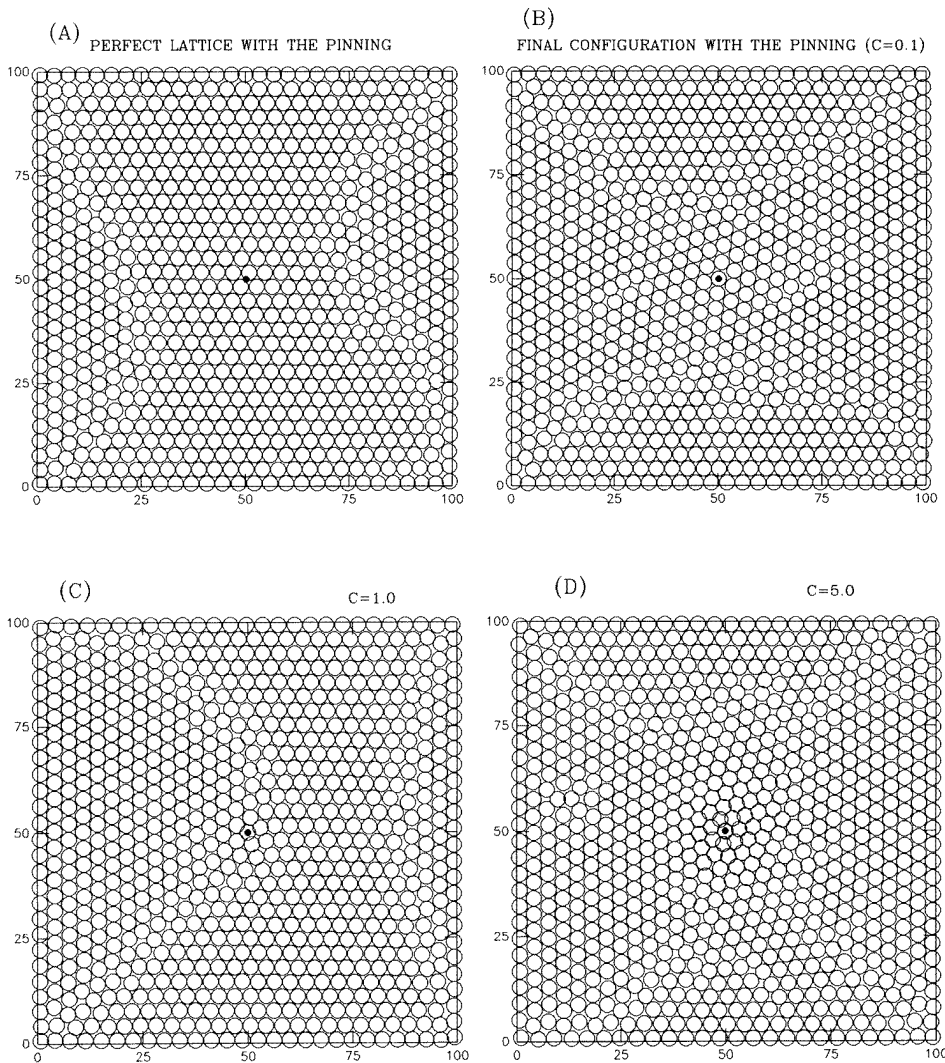 (A)
PERFECT LATTICE WITH THE PINNING
100
75
50
25
0
0 25 50 75 100
(B)
FINAL CONFIGURATION WITH THE PINNING (C=0.1)
100
75
50
25
0
0 25 50 75 100
(C)
C=1.0
100
75
50
25
0
0 25 50 75 100
(D)
C=5.0
100
75
50
25
0
0 25 50 75 100